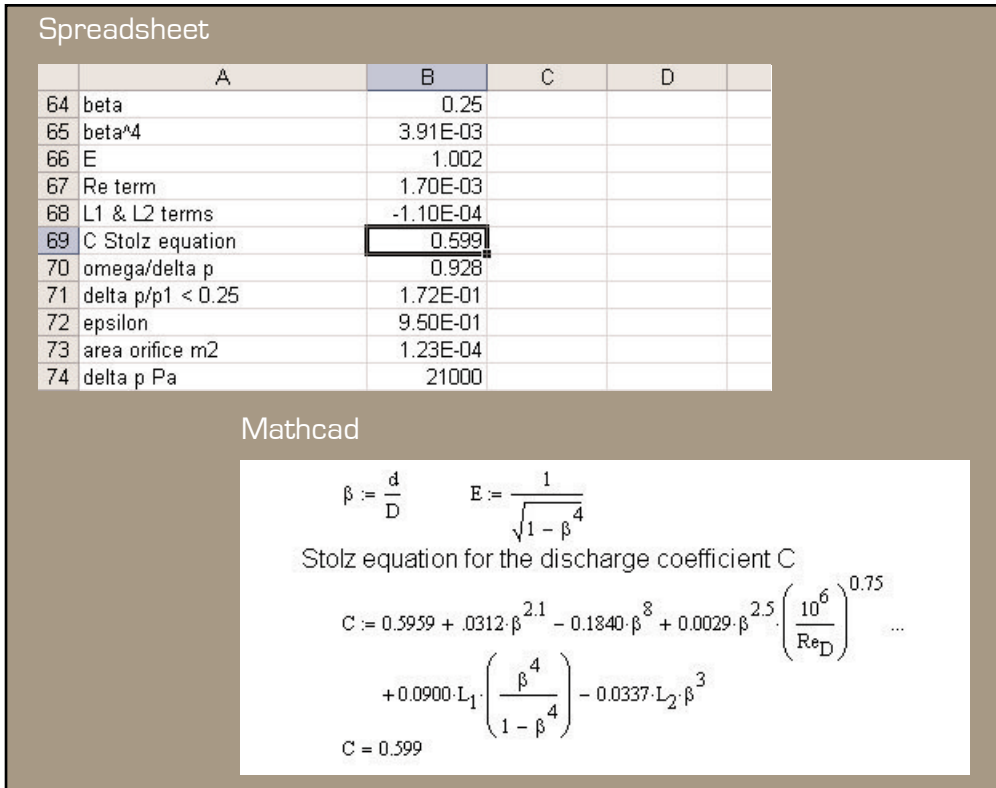 Spreadsheet
A B C D
64 beta 0.25
65 beta^4 3.91E-03
66 E 1.002
67 Re term 1.70E-03
68 L1 & L2 terms -1.10E-04
69 C Stolz equation 0.599
70 omega/delta p 0.928
71 delta p/p1 < 0.25 1.72E-01
72 epsilon 9.50E-01
73 area orifice m2 1.23E-04
74 delta p Pa 21000
Mathcad
β := d/D E := 1/√(1 − β^4)
Stolz equation for the discharge coefficient C
C := 0.5959 + .0312·β^2.1 − 0.1840·β^8 + 0.0029·β^2.5·(10^6/Re_D)^0.75 ...
+ 0.0900·L_1·(β^4/(1 − β^4)) − 0.0337·L_2·β^3
C = 0.599